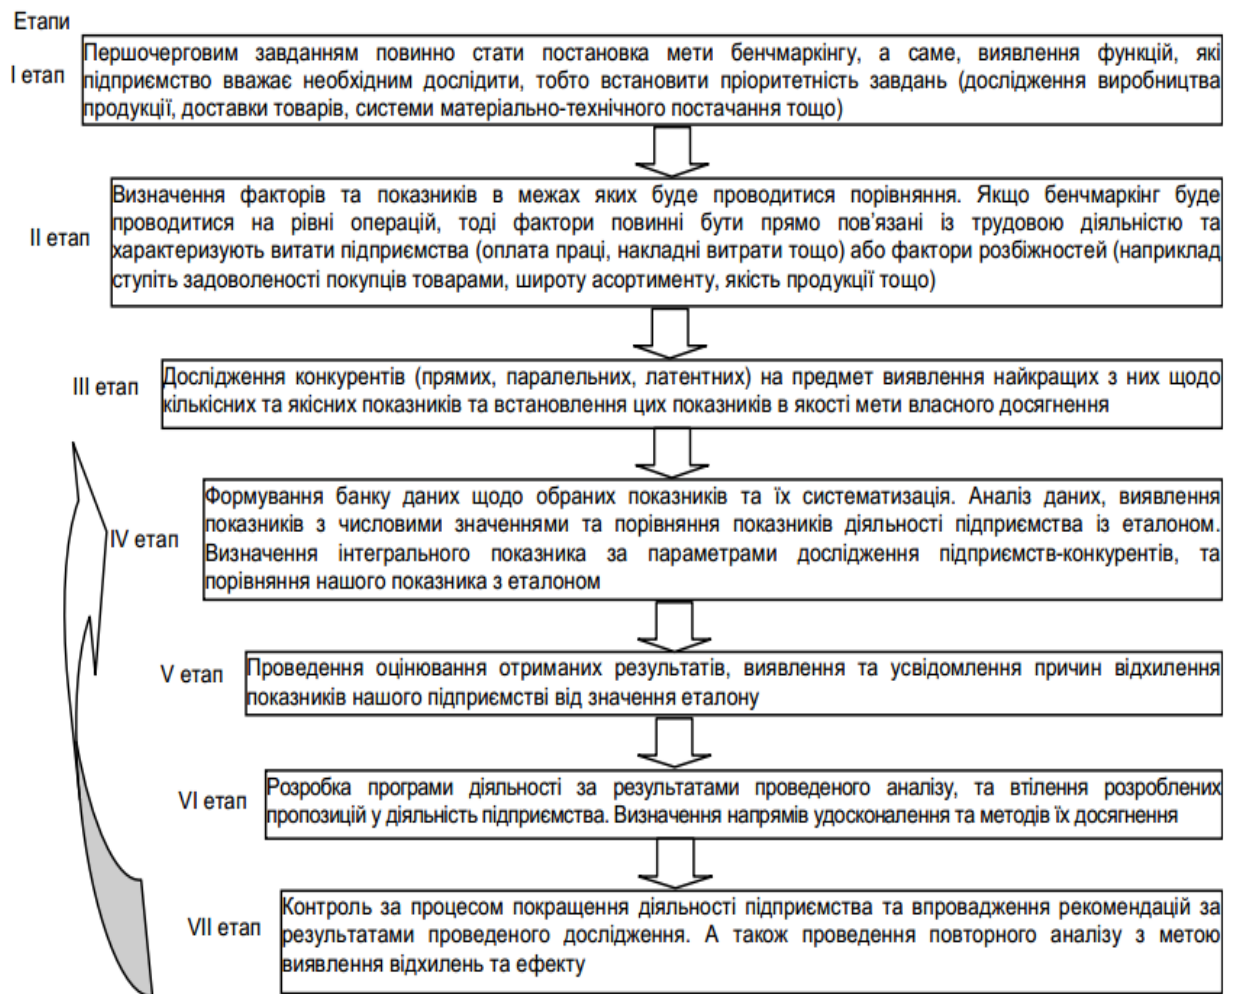 Етапи
І етап
Першочерговим завданням повинно стати постановка мети бенчмаркінгу, а саме, виявлення функцій, які
підприємство вважає необхідним дослідити, тобто встановити пріоритетність завдань (дослідження виробництва
продукції, доставки товарів, системи матеріально-технічного постачання тощо)
ІІ етап
Визначення факторів та показників в межах яких буде проводитися порівняння. Якщо бенчмаркінг буде
проводитися на рівні операцій, тоді фактори повинні бути прямо пов’язані із трудовою діяльністю та
характеризують витати підприємства (оплата праці, накладні витрати тощо) або фактори розбіжностей (наприклад
ступіть задоволеності покупців товарами, широту асортименту, якість продукції тощо)
ІІІ етап
Дослідження конкурентів (прямих, паралельних, латентних) на предмет виявлення найкращих з них щодо
кількісних та якісних показників та встановлення цих показників в якості мети власного досягнення
IV етап
Формування банку даних щодо обраних показників та їх систематизація. Аналіз даних, виявлення
показників з числовими значеннями та порівняння показників діяльності підприємства із еталоном.
Визначення інтегрального показника за параметрами дослідження підприємств-конкурентів, та
порівняння нашого показника з еталоном
V етап
Проведення оцінювання отриманих результатів, виявлення та усвідомлення причин відхилення
показників нашого підприємстві від значення еталону
VI етап
Розробка програми діяльності за результатами проведеного аналізу, та втілення розроблених
пропозицій у діяльність підприємства. Визначення напрямів удосконалення та методів їх досягнення
VII етап
Контроль за процесом покращення діяльності підприємства та впровадження рекомендацій за
результатами проведеного дослідження. А також проведення повторного аналізу з метою
виявлення відхилень та ефекту